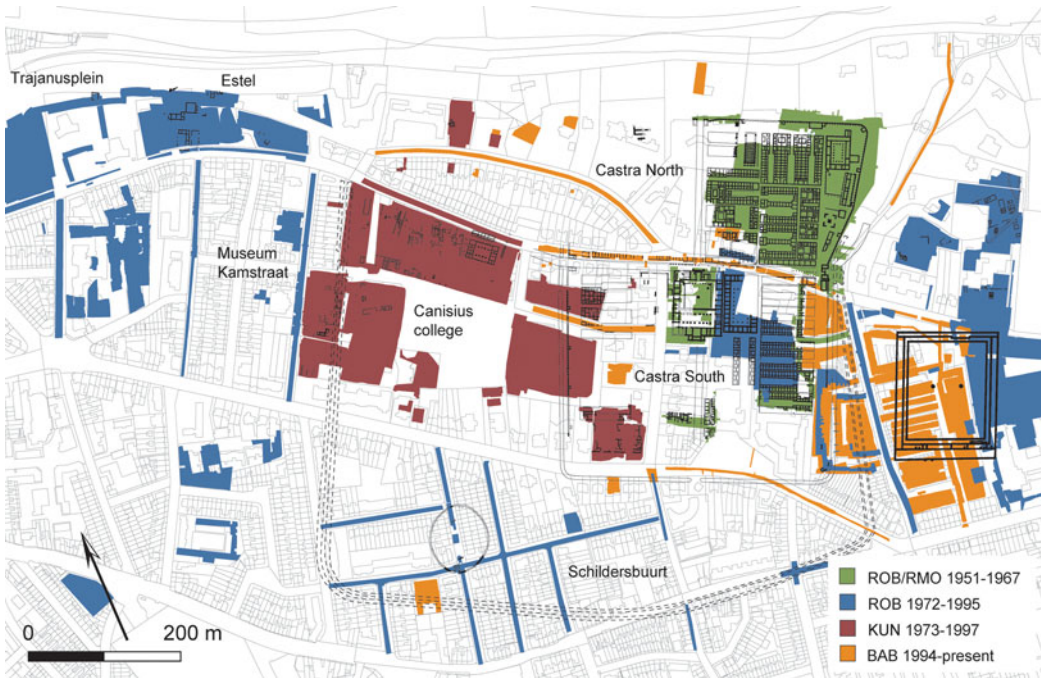 Trajanusplein
Estel
Castra North
Museum
Kamstraat
Canisius
college
Castra South
Schildersbuurt
0
200 m
ROB/RMO 1951-1967
ROB 1972-1995
KUN 1973-1997
BAB 1994-present